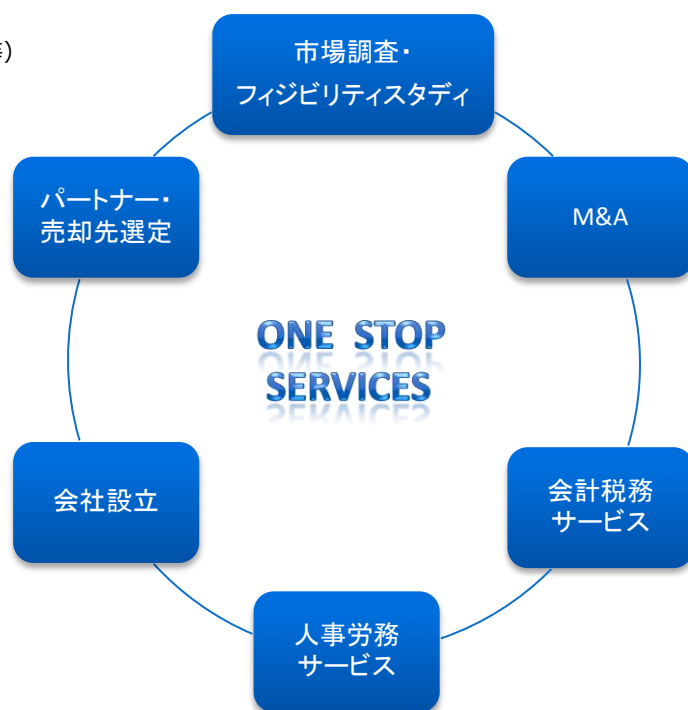 市場調査・
フィジビリティスタディ
パートナー・
売却先選定
M&A
ONE STOP
SERVICES
会社設立
会計税務
サービス
人事労務
サービス